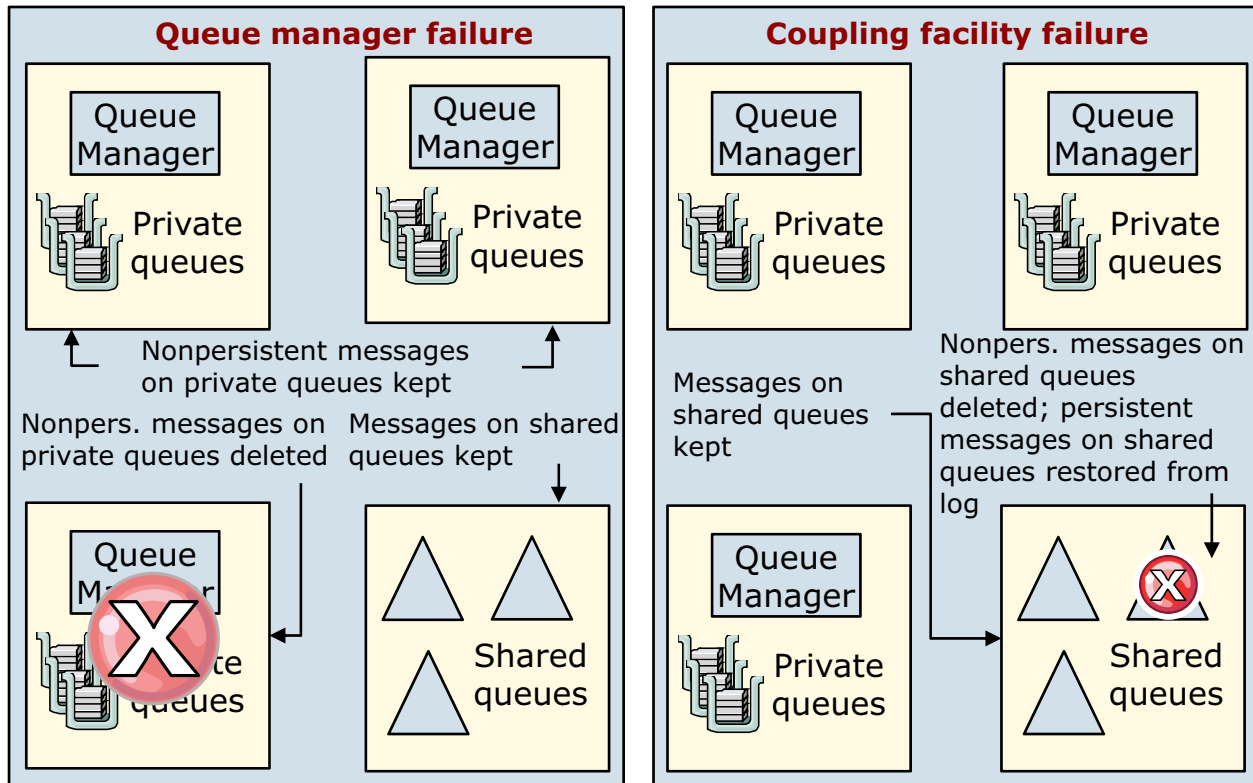 Queue manager failure
Queue
Manager
Private
queues
Queue
Manager
Private
queues
Nonpersistent messages
on private queues kept
Nonpers. messages on
private queues deleted
Messages on shared
queues kept
Queue
queues
Shared
queues
Coupling facility failure
Queue
Manager
Private
queues
Queue
Manager
Private
queues
Messages on
shared queues
kept
Nonpers. messages on
shared queues
deleted; persistent
messages on shared
queues restored from
log
Queue
Manager
Private
queues
X
Shared
queues